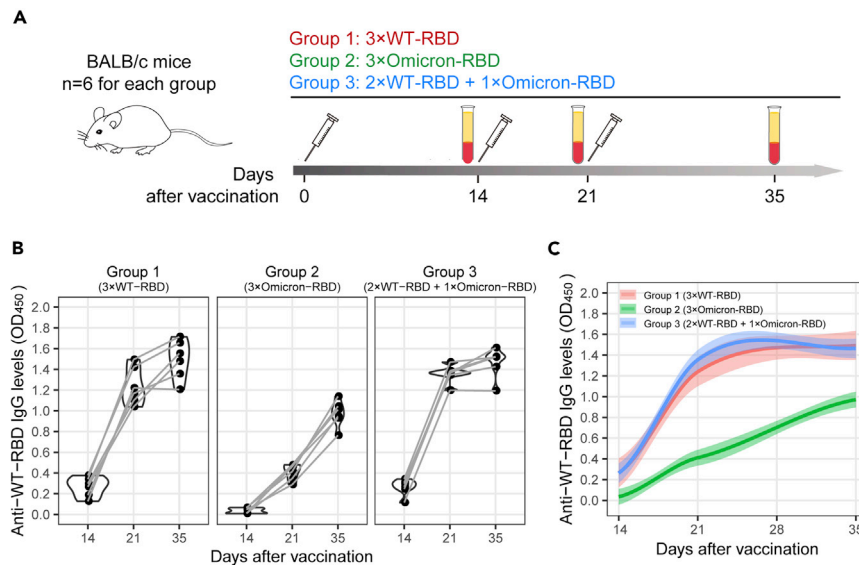 A
BALB/c mice
n=6 for each group
Group 1: 3×WT-RBD
Group 2: 3×Omicron-RBD
Group 3: 2×WT-RBD + 1×Omicron-RBD
Days
after vaccination
0
14
21
35
B
Group 1
(3×WT−RBD)
Group 2
(3×Omicron−RBD)
Group 3
(2×WT−RBD + 1×Omicron−RBD)
Anti−WT−RBD IgG levels (OD450)
2.0
1.8
1.6
1.4
1.2
1.0
0.8
0.6
0.4
0.2
0.0
14 21 35
14 21 35
14 21 35
Days after vaccination
C
Anti−WT−RBD IgG levels (OD450)
2.0
1.8
1.6
1.4
1.2
1.0
0.8
0.6
0.4
0.2
0.0
Group 1 (3×WT−RBD)
Group 2 (3×Omicron−RBD)
Group 3 (2×WT−RBD + 1×Omicron−RBD)
14 21 28 35
Days after vaccination